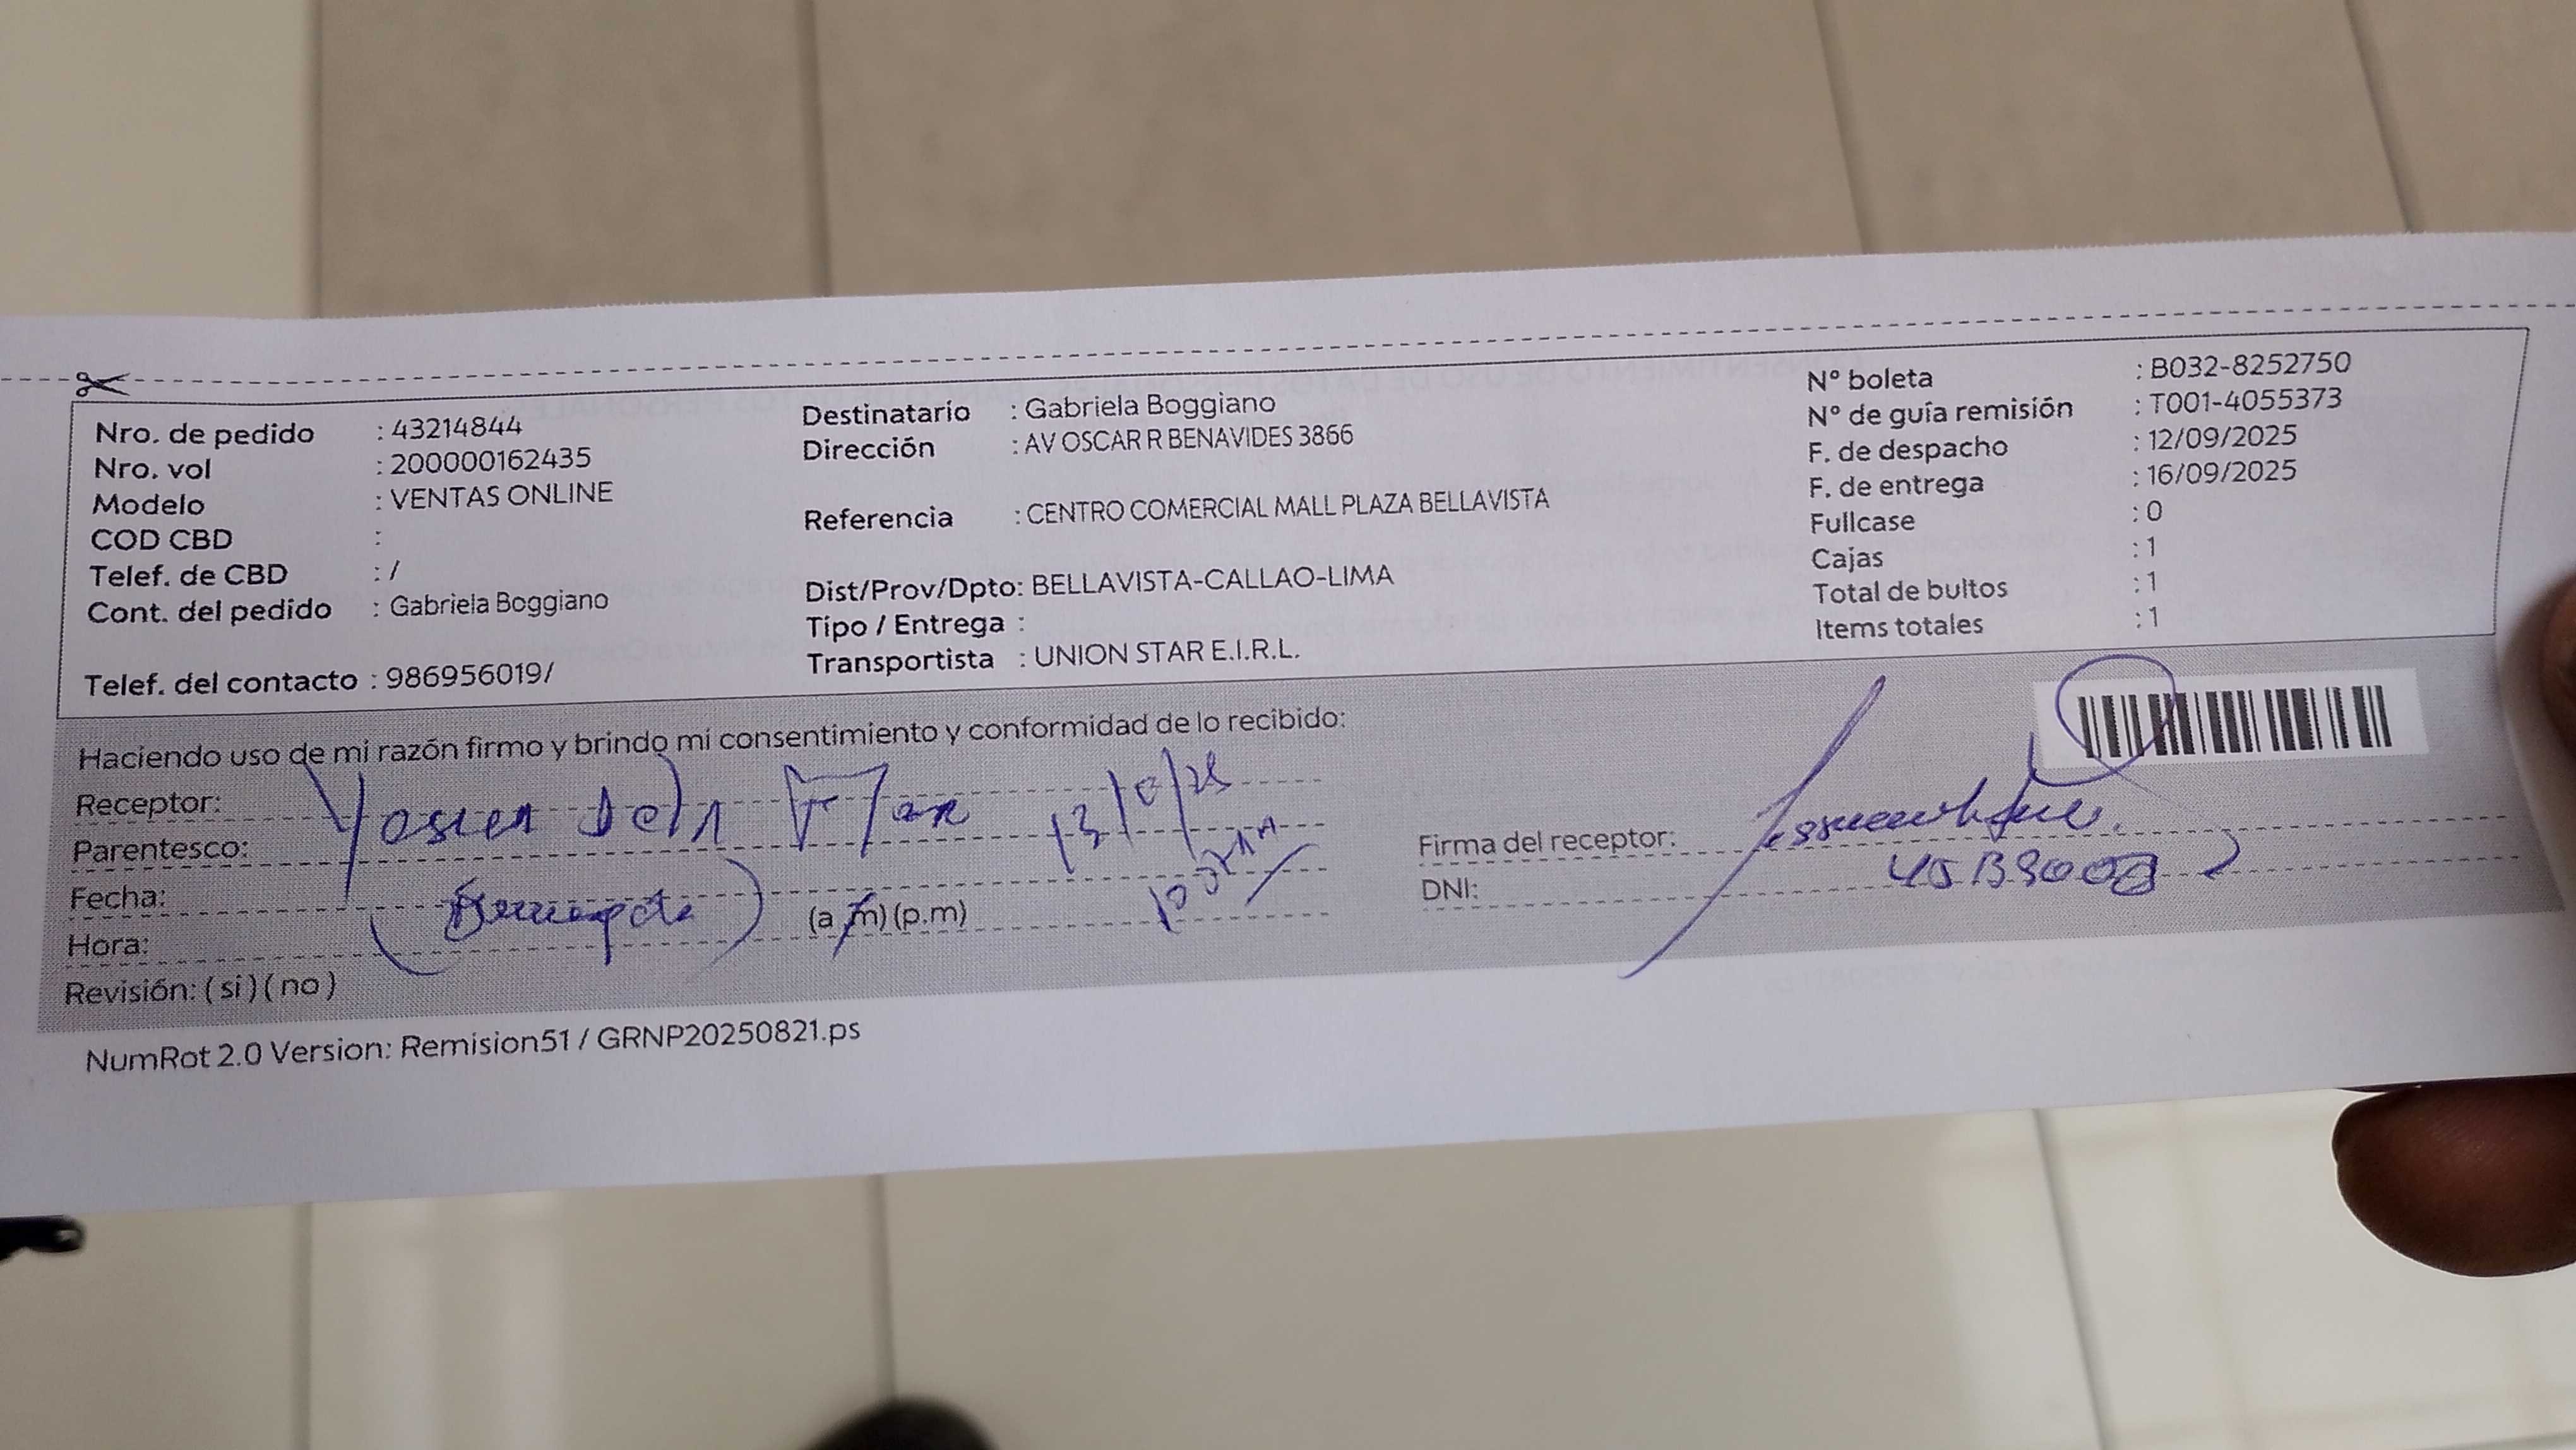 Nro. de pedido : 43214844
Nro. vol : 200000162435
Modelo : VENTAS ONLINE
COD CBD :
Telef. de CBD : /
Cont. del pedido : Gabriela Boggiano
Telef. del contacto : 986956019/
Destinatario : Gabriela Boggiano
Dirección : AV OSCAR R BENAVIDES 3866
Referencia : CENTRO COMERCIAL MALL PLAZA BELLAVISTA
Dist/Prov/Dpto: BELLAVISTA-CALLAO-LIMA
Tipo / Entrega :
Transportista : UNION STAR E.I.R.L.
Nº boleta : B032-8252750
Nº de guía remisión : T001-4055373
F. de despacho : 12/09/2025
F. de entrega : 16/09/2025
Fullcase : 0
Cajas : 1
Total de bultos : 1
Items totales : 1
Haciendo uso de mi razón firmo y brindo mi consentimiento y conformidad de lo recibido:
Receptor:
Parentesco:
Fecha:
Hora: (a.m) (p.m)
Revisión: ( si ) ( no )
Firma del receptor:
DNI:
NumRot 2.0 Version: Remision51 / GRNP20250821.ps